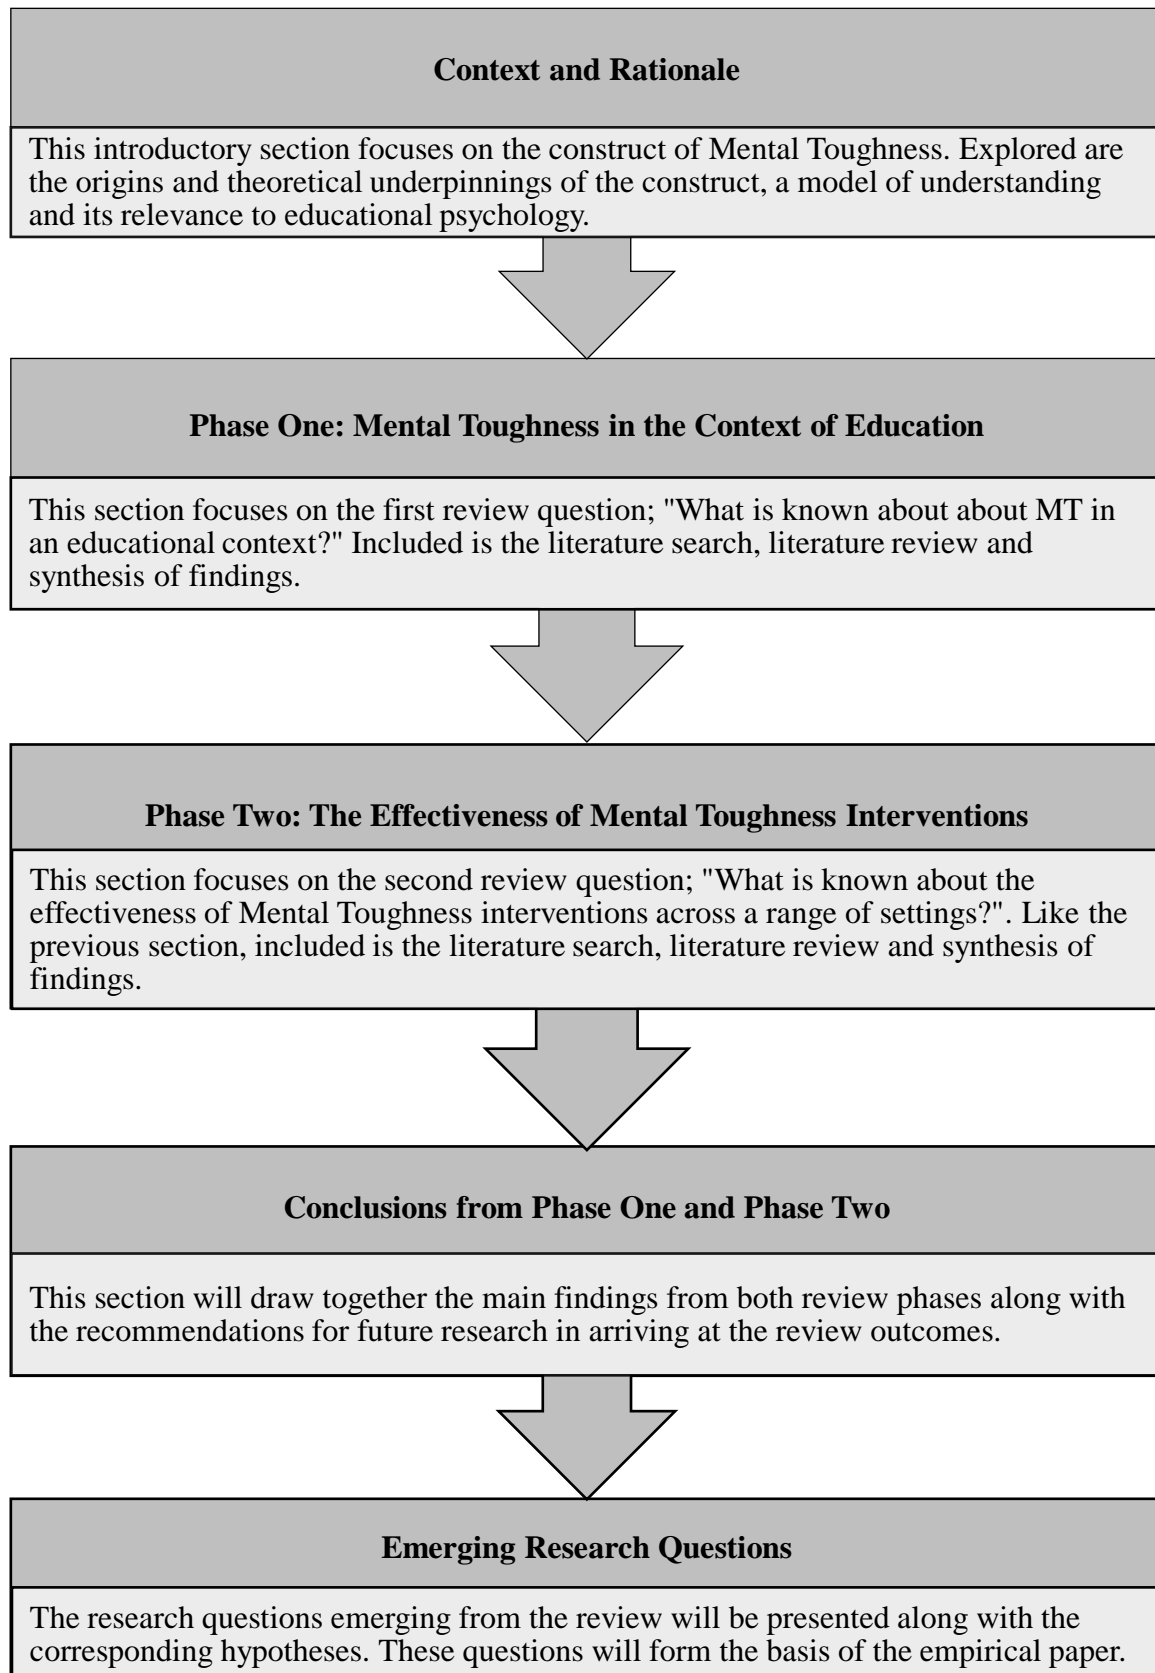 Context and Rationale
This introductory section focuses on the construct of Mental Toughness. Explored are
the origins and theoretical underpinnings of the construct, a model of understanding
and its relevance to educational psychology.
Phase One: Mental Toughness in the Context of Education
This section focuses on the first review question; "What is known about about MT in
an educational context?" Included is the literature search, literature review and
synthesis of findings.
Phase Two: The Effectiveness of Mental Toughness Interventions
This section focuses on the second review question; "What is known about the
effectiveness of Mental Toughness interventions across a range of settings?". Like the
previous section, included is the literature search, literature review and synthesis of
findings.
Conclusions from Phase One and Phase Two
This section will draw together the main findings from both review phases along with
the recommendations for future research in arriving at the review outcomes.
Emerging Research Questions
The research questions emerging from the review will be presented along with the
corresponding hypotheses. These questions will form the basis of the empirical paper.